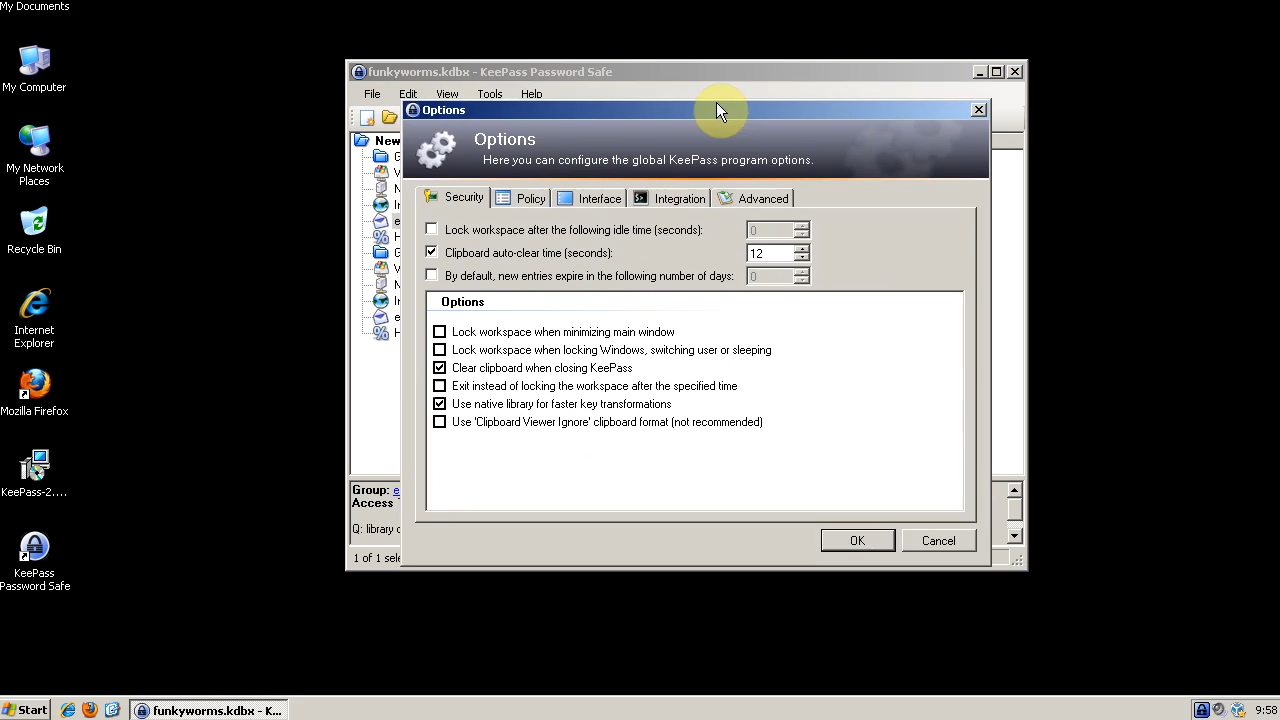 My Documents
My Computer
My Network
Places
Recycle Bin
Internet
Explorer
Mozilla Firefox
KeePass-2....
KeePass
Password Safe
funkyworms.kdbx - KeePass Password Safe
File Edit View Tools Help
New
Options
Options
Here you can configure the global KeePass program options.
Security Policy Interface Integration Advanced
Lock workspace after the following idle time (seconds): 0
Clipboard auto-clear time (seconds): 12
By default, new entries expire in the following number of days: 0
Options
Lock workspace when minimizing main window
Lock workspace when locking Windows, switching user or sleeping
Clear clipboard when closing KeePass
Exit instead of locking the workspace after the specified time
Use native library for faster key transformations
Use 'Clipboard Viewer Ignore' clipboard format (not recommended)
OK Cancel
Group: e
Access
Q: library c
1 of 1 sele
Start funkyworms.kdbx - K... 9:58